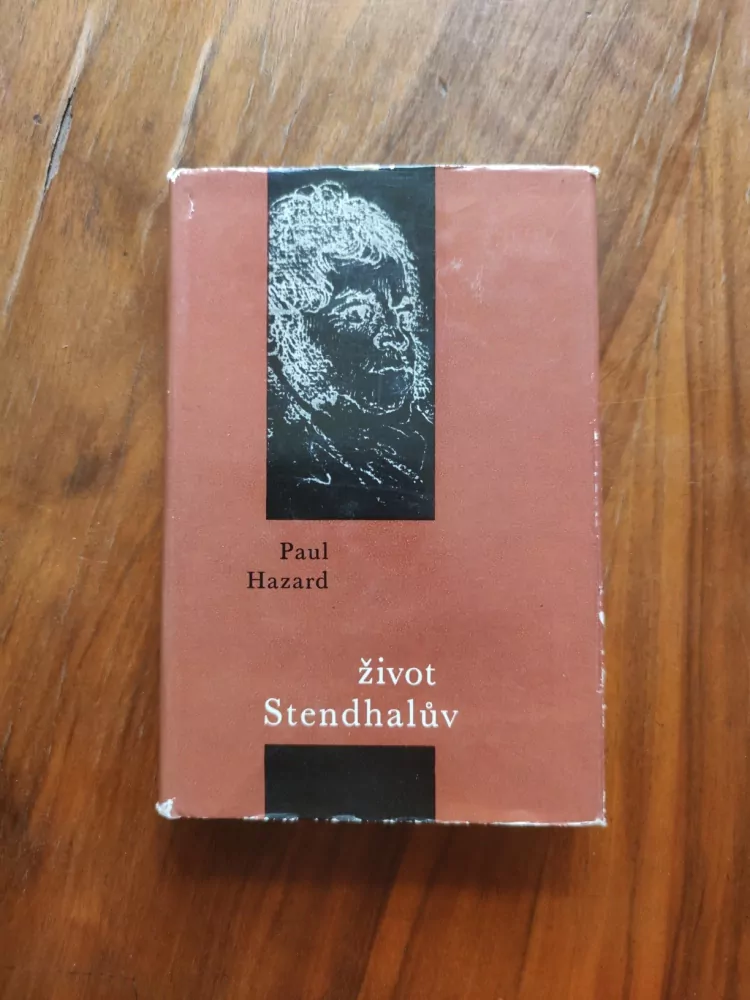 Paul
Hazard
život
Stendhalův